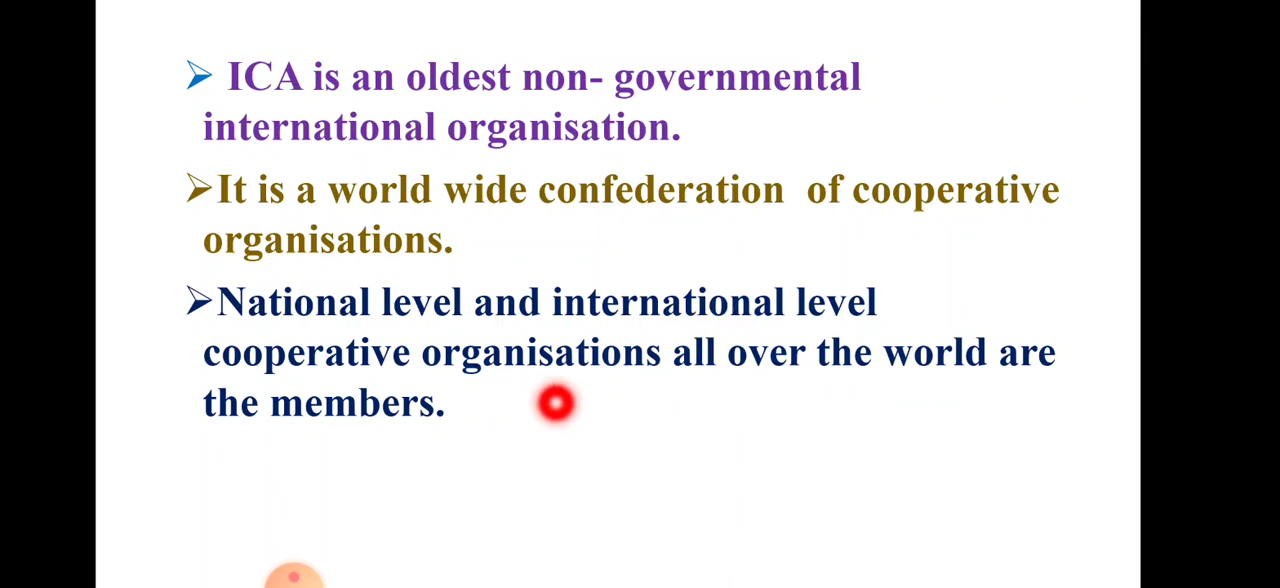 ➢ ICA is an oldest non- governmental
international organisation.
➢It is a world wide confederation  of cooperative
organisations.
➢National level and international level
cooperative organisations all over the world are
the members.